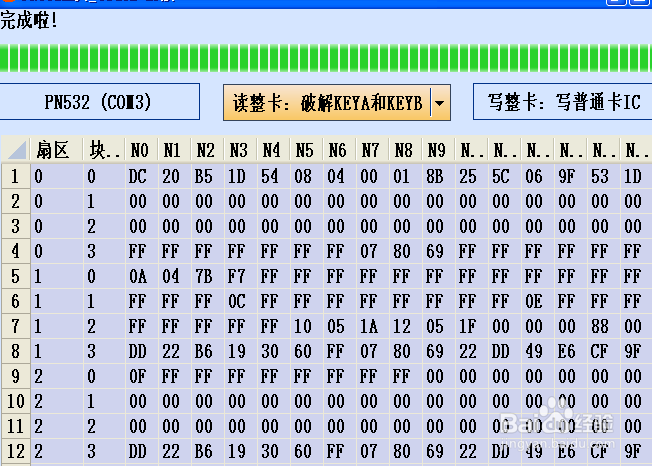 完成啦!
PN532 (COM3) 读整卡: 破解KEYA和KEYB 写整卡: 写普通卡IC
扇区 块.. N0 N1 N2 N3 N4 N5 N6 N7 N8 N9 N.. N.. N.. N.. N.. N..
1 0 0 DC 20 B5 1D 54 08 04 00 01 8B 25 5C 06 9F 53 1D
2 0 1 00 00 00 00 00 00 00 00 00 00 00 00 00 00 00 00
3 0 2 00 00 00 00 00 00 00 00 00 00 00 00 00 00 00 00
4 0 3 FF FF FF FF FF FF FF 07 80 69 FF FF FF FF FF FF
5 1 0 0A 04 7B F7 FF FF FF FF FF FF FF FF FF FF FF FF
6 1 1 FF FF FF 0C FF FF FF FF FF FF FF FF 0E FF FF FF
7 1 2 FF FF FF FF FF 10 05 1A 12 05 1F 00 00 00 88 00
8 1 3 DD 22 B6 19 30 60 FF 07 80 69 22 DD 49 E6 CF 9F
9 2 0 0F FF FF FF FF FF FF FF FF 00 00 00 00 00 00 00
10 2 1 00 00 00 00 00 00 00 00 00 00 00 00 00 00 00 00
11 2 2 00 00 00 00 00 00 00 00 00 00 00 00 00 00 00 00
12 2 3 DD 22 B6 19 30 60 FF 07 80 69 22 DD 49 E6 CF 9F
Baidu 经验
jingyan.baidu.com